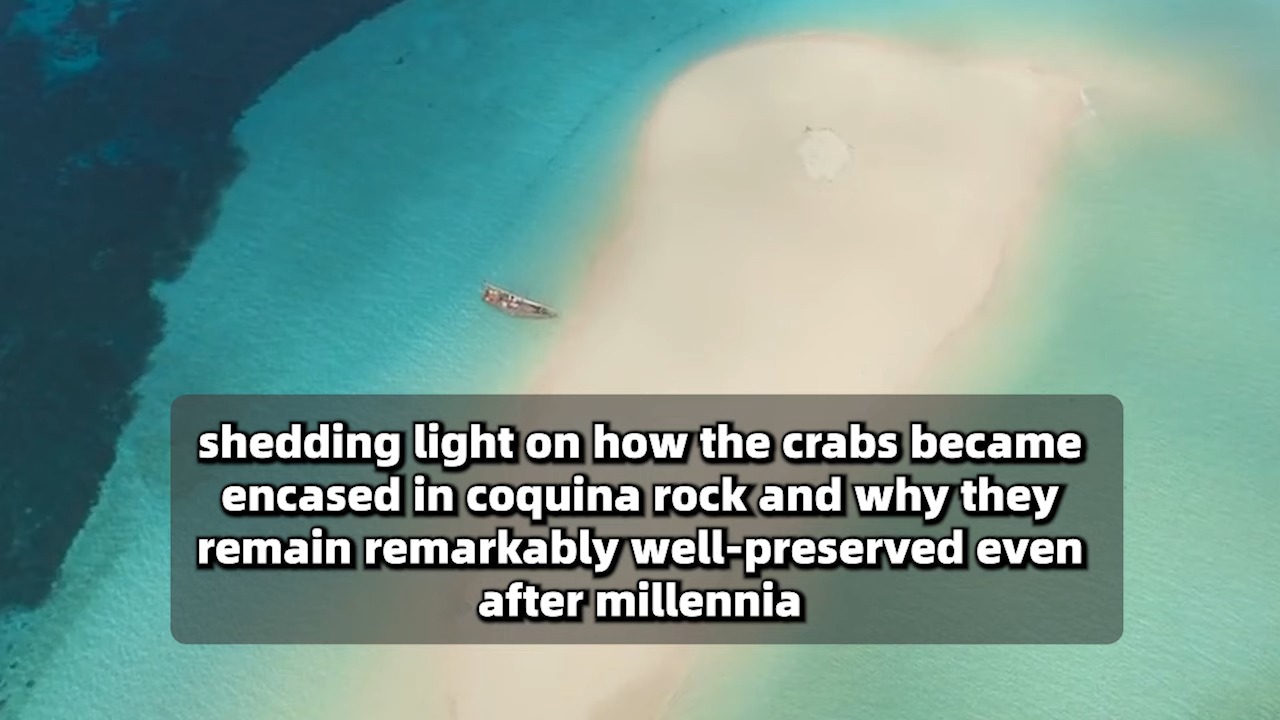 shedding light on how the crabs became
encased in coquina rock and why they
remain remarkably well-preserved even
after millennia